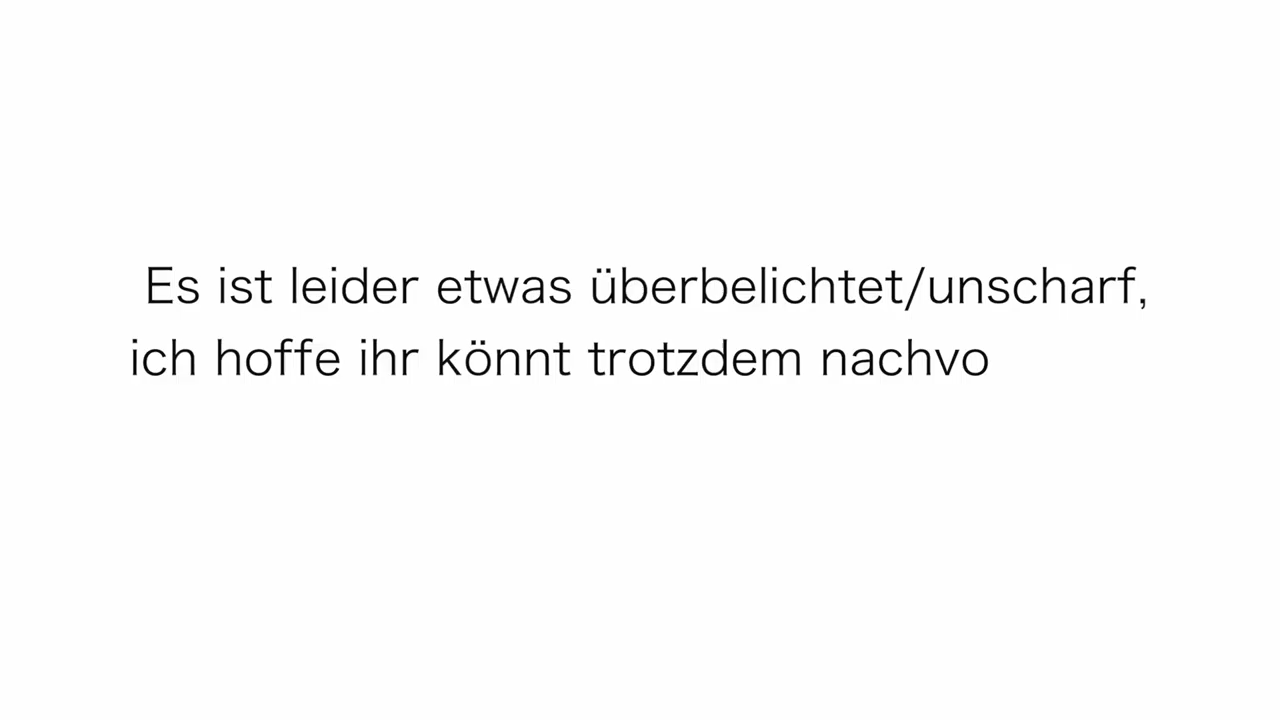 Es ist leider etwas überbelichtet/unscharf,
ich hoffe ihr könnt trotzdem nachvo